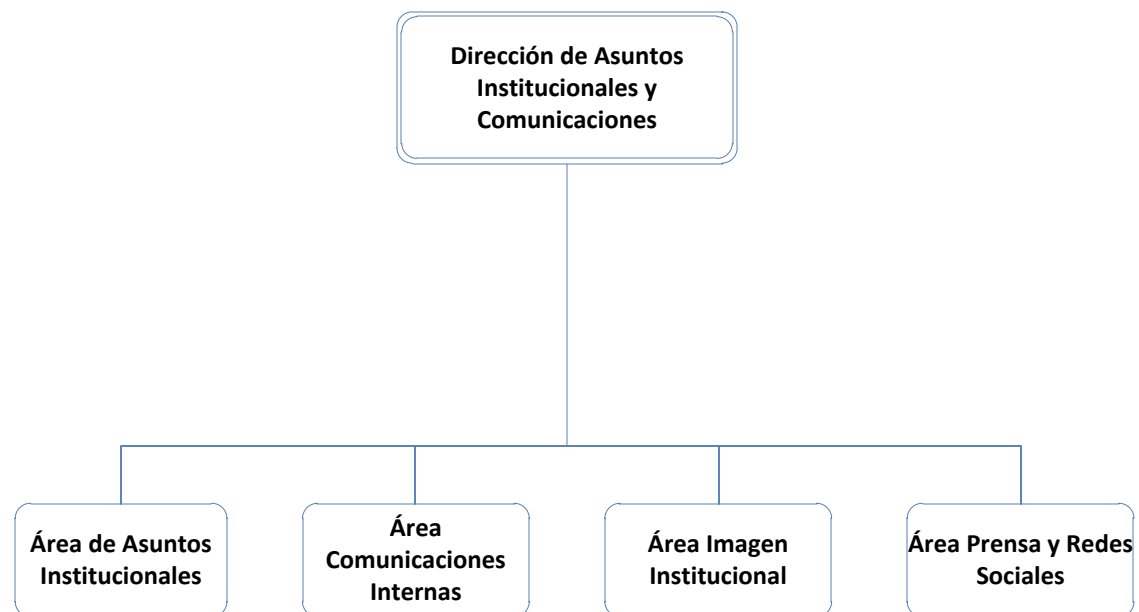 Dirección de Asuntos
Institucionales y
Comunicaciones
Área de Asuntos
Institucionales
Área
Comunicaciones
Internas
Área Imagen
Institucional
Área Prensa y Redes
Sociales